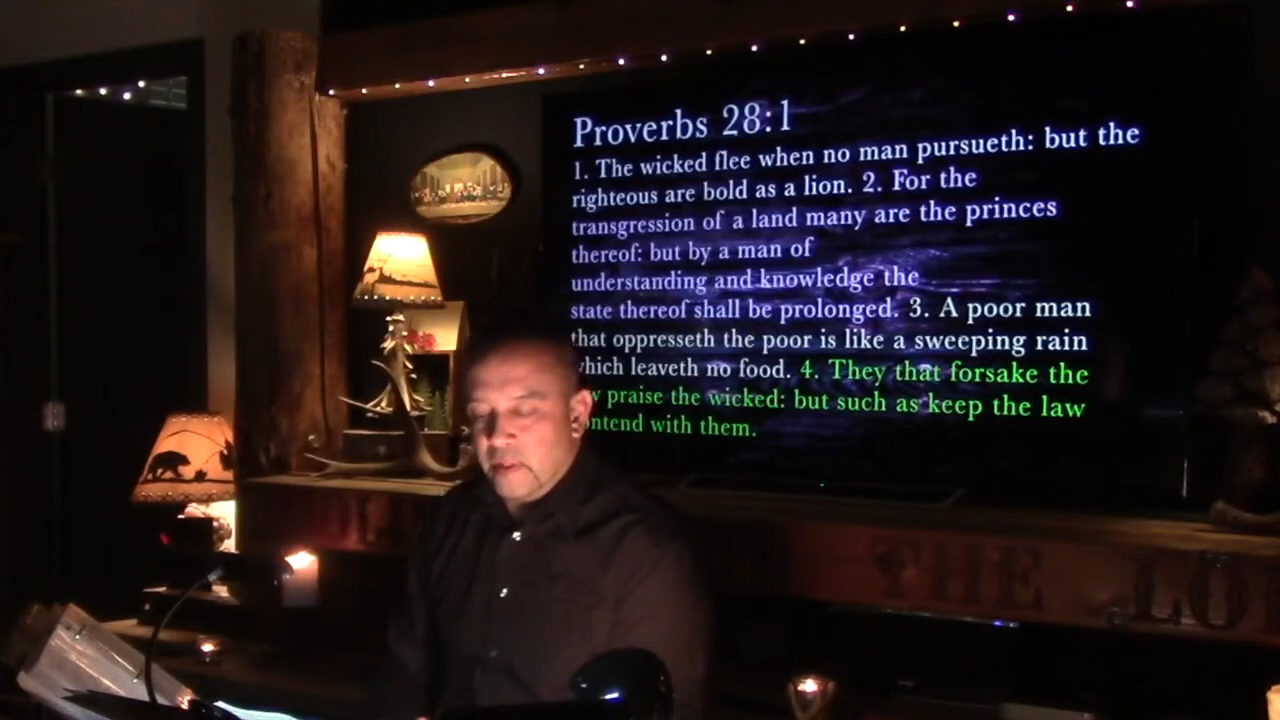 Proverbs 28:1
1. The wicked flee when no man pursueth: but the
righteous are bold as a lion. 2. For the
transgression of a land many are the princes
thereof: but by a man of
understanding and knowledge the
state thereof shall be prolonged. 3. A poor man
that oppresseth the poor is like a sweeping rain
which leaveth no food. 4. They that forsake the
praise the wicked: but such as keep the law
with them.
THE